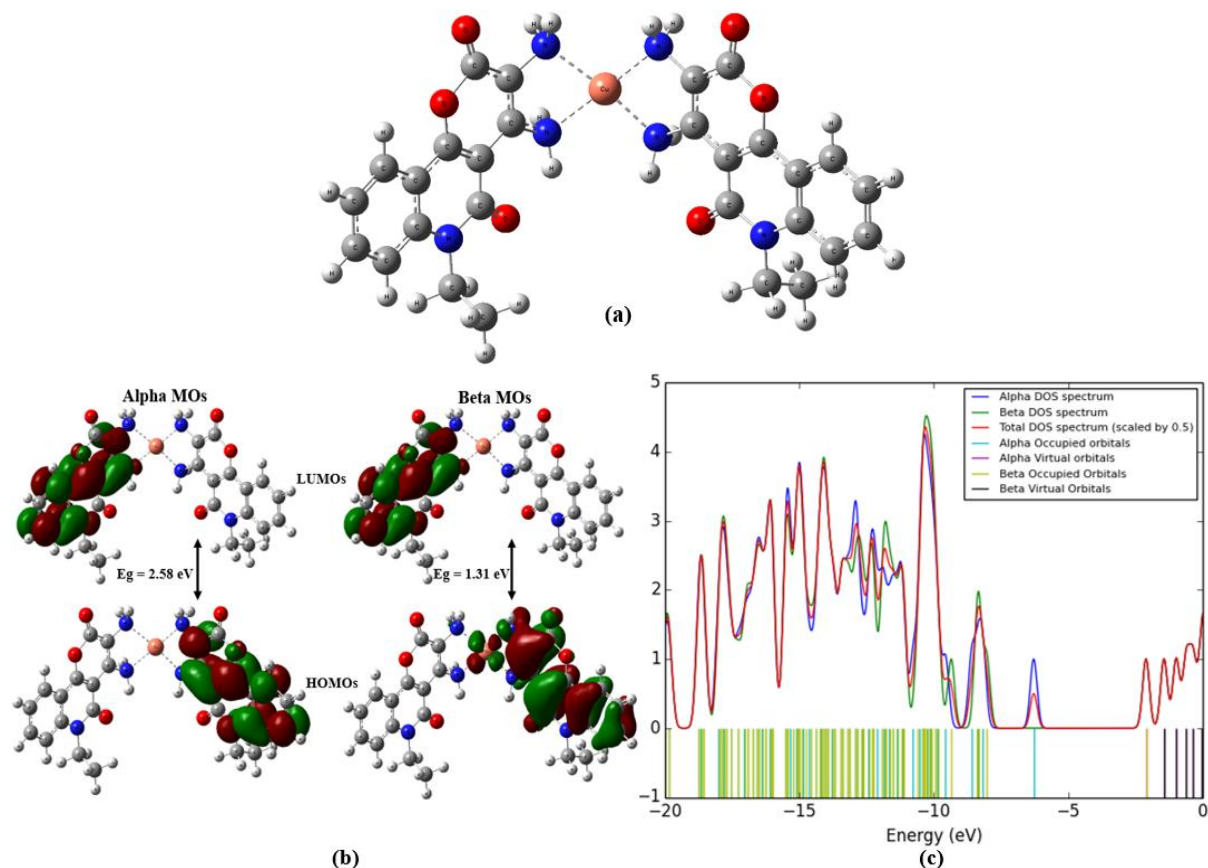 (a)
Alpha MOs
Beta MOs
LUMOs
Eg = 2.58 eV
Eg = 1.31 eV
HOMOs
(b)
5
4
3
2
1
0
−1
−20
−15
−10
−5
0
Energy (eV)
Alpha DOS spectrum
Beta DOS spectrum
Total DOS spectrum (scaled by 0.5)
Alpha Occupied orbitals
Alpha Virtual orbitals
Beta Occupied Orbitals
Beta Virtual Orbitals
(c)